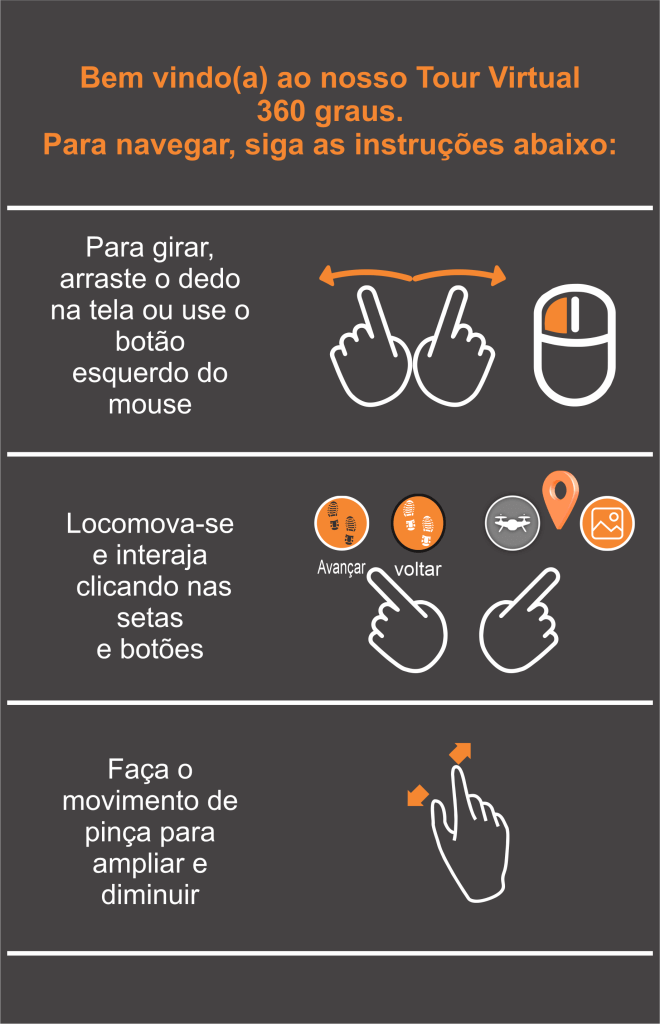 Bem vindo(a) ao nosso Tour Virtual
360 graus.
Para navegar, siga as instruções abaixo:
Para girar,
arraste o dedo
na tela ou use o
botão
esquerdo do
mouse
Locomova-se
e interaja
clicando nas
setas
e botões
Avançar
voltar
Faça o
movimento de
pinça para
ampliar e
diminuir